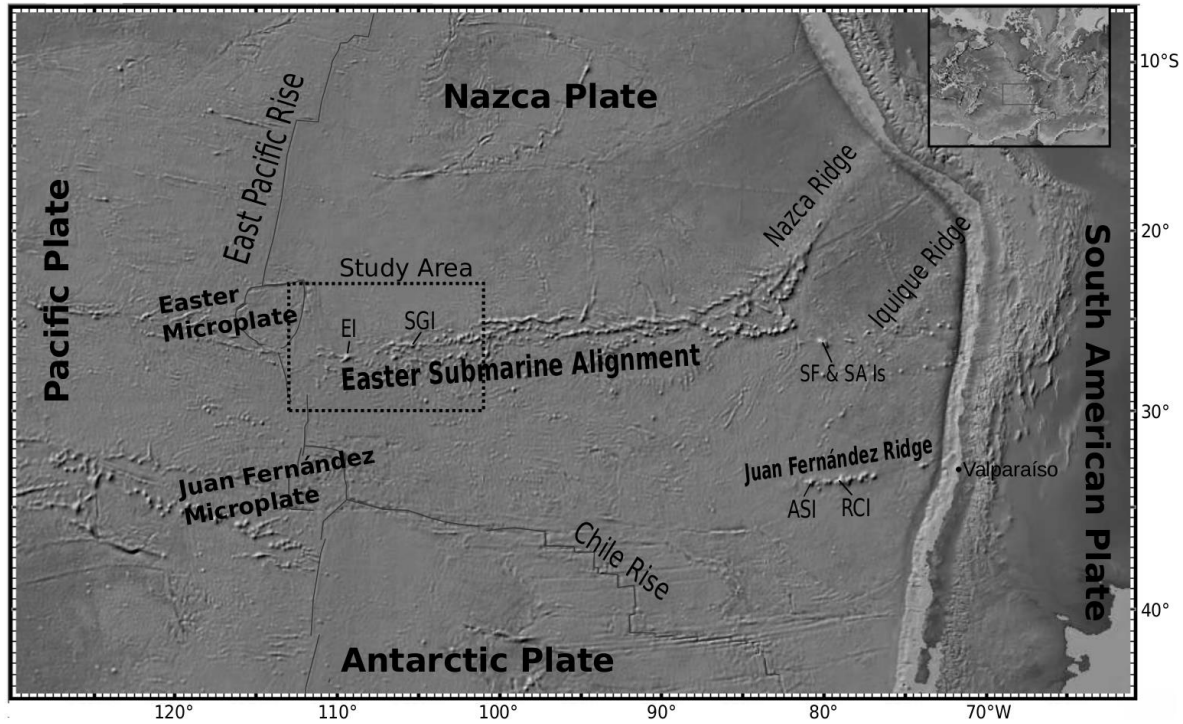 10°S
Nazca Plate
East Pacific Rise
Nazca Ridge
Pacific Plate
20°
Iquique Ridge
South American Plate
Study Area
Easter
Microplate
EI
SGI
Easter Submarine Alignment
SF & SA Is
30°
Juan Fernández
Microplate
Juan Fernández Ridge
Valparaíso
ASI
RCI
Chile Rise
40°
Antarctic Plate
120°
110°
100°
90°
80°
70°W